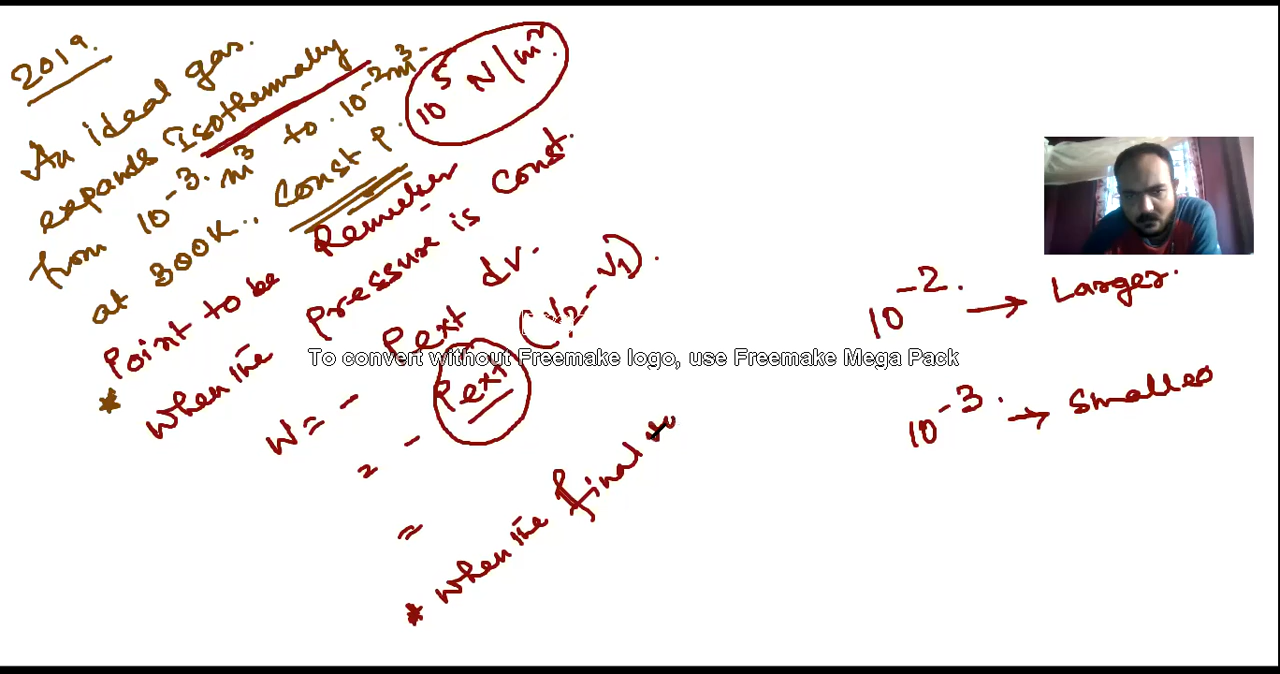 2019.
An ideal gas.
expands Isothermally
from 10⁻³. m³ to. 10⁻² m³.
at 300K., Const P. 10⁵ N/m².
Point to be Remember
* When the pressure is Const.
W = - Pext dv.
= - Pext (V₂ - V₁).
=
* When the final vo
10⁻². → Larger.
10⁻³. → Smaller
To convert without Freemake logo, use Freemake Mega Pack